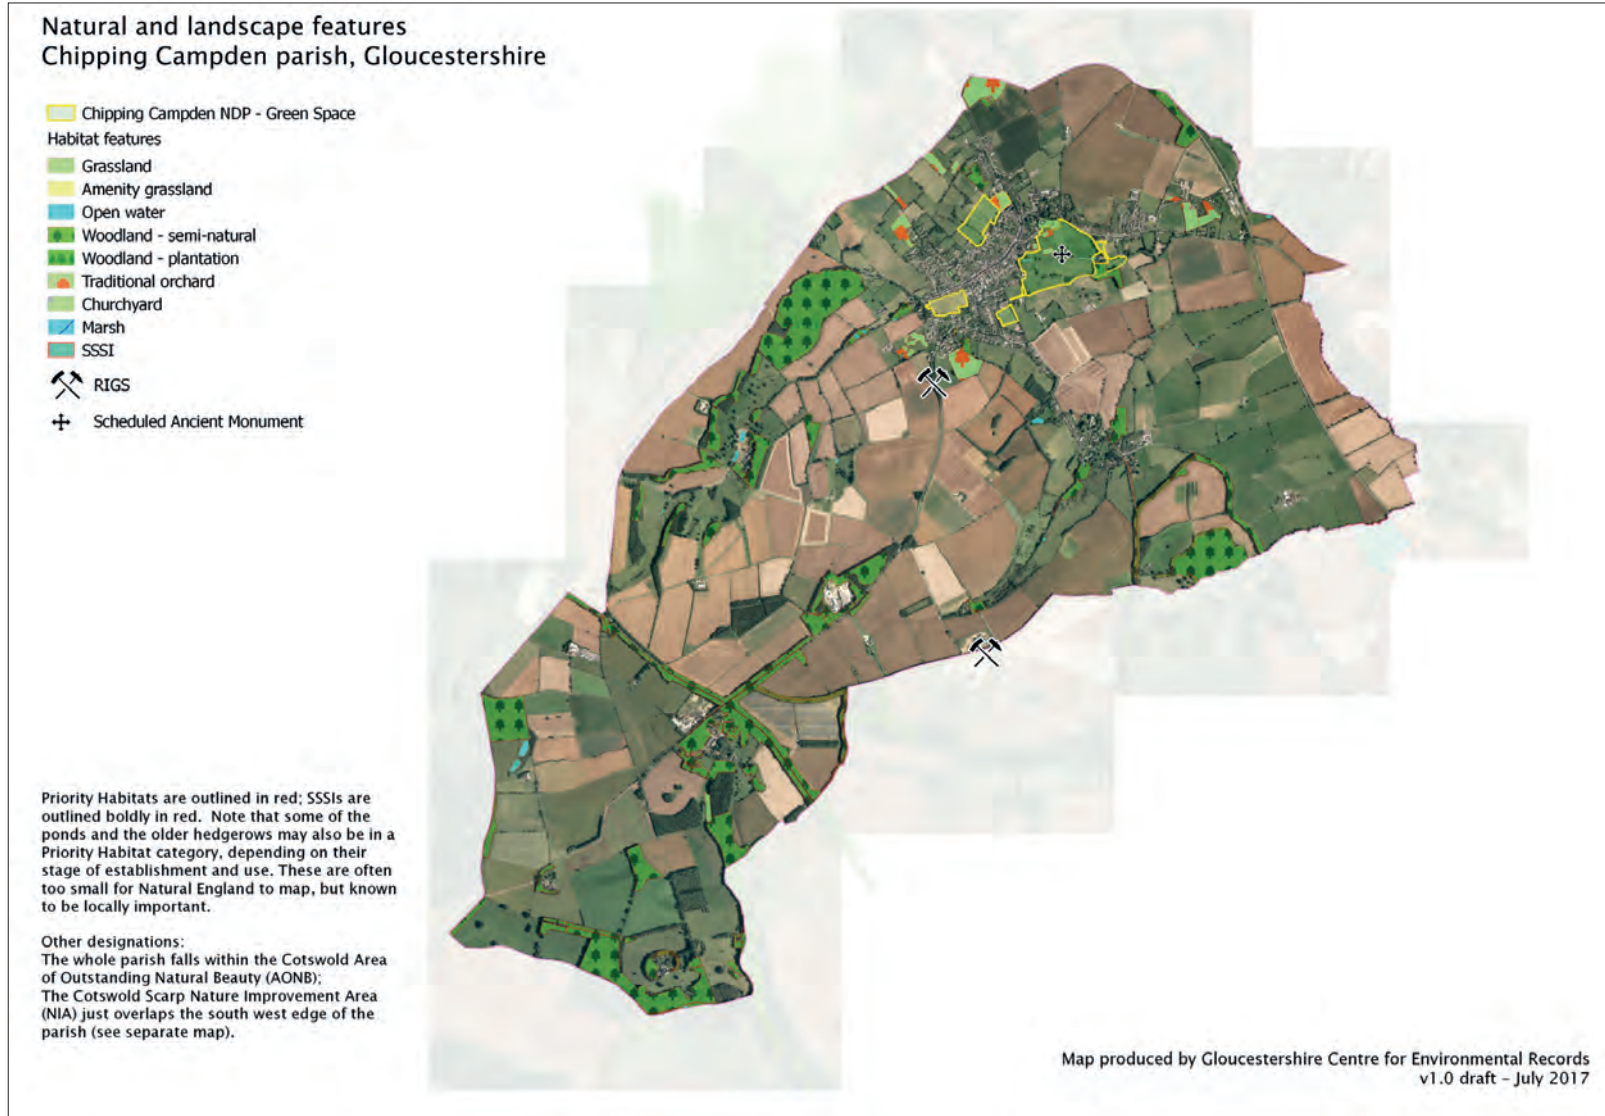 Natural and landscape features
Chipping Campden parish, Gloucestershire
Chipping Campden NDP - Green Space
Habitat features
Grassland
Amenity grassland
Open water
Woodland - semi-natural
Woodland - plantation
Traditional orchard
Churchyard
Marsh
SSSI
RIGS
Scheduled Ancient Monument
Priority Habitats are outlined in red; SSSIs are
outlined boldly in red. Note that some of the
ponds and the older hedgerows may also be in a
Priority Habitat category, depending on their
stage of establishment and use. These are often
too small for Natural England to map, but known
to be locally important.
Other designations:
The whole parish falls within the Cotswold Area
of Outstanding Natural Beauty (AONB);
The Cotswold Scarp Nature Improvement Area
(NIA) just overlaps the south west edge of the
parish (see separate map).
Map produced by Gloucestershire Centre for Environmental Records
v1.0 draft - July 2017